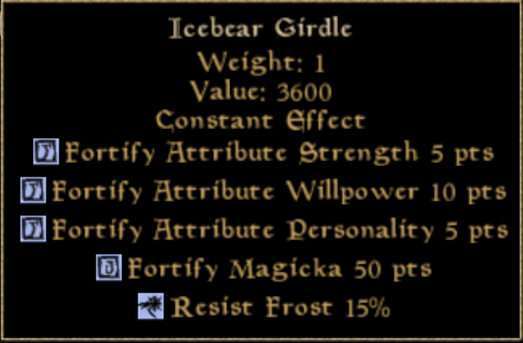 Icebear Girdle
Weight: 1
Value: 3600
Constant Effect
Fortify Attribute Strength 5 pts
Fortify Attribute Willpower 10 pts
Fortify Attribute Personality 5 pts
Fortify Magicka 50 pts
Resist Frost 15%